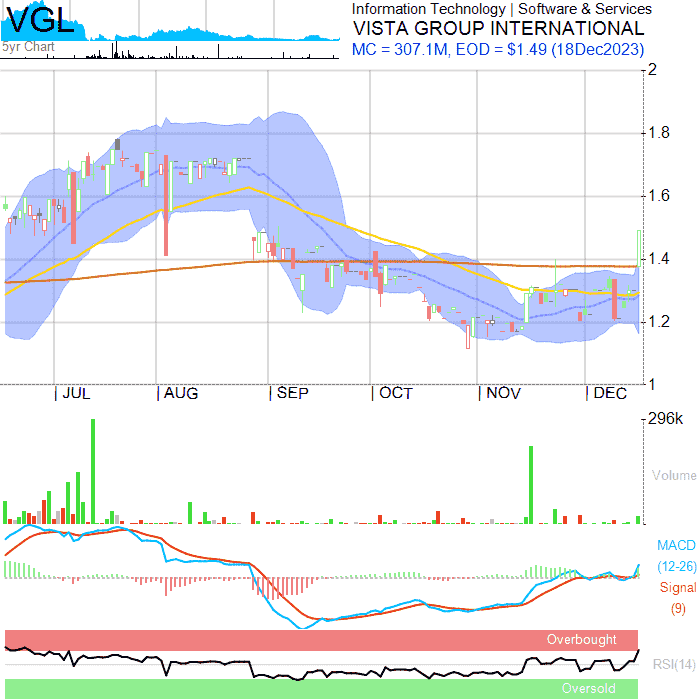 VGL
5yr Chart
Information Technology | Software & Services
VISTA GROUP INTERNATIONAL
MC = 307.1M, EOD = $1.49 (18Dec2023)
2
1.8
1.6
1.4
1.2
1
| JUL | AUG | SEP | OCT | NOV | DEC
296k
Volume
MACD
(12-26)
Signal
(9)
Overbought
RSI(14)
Oversold